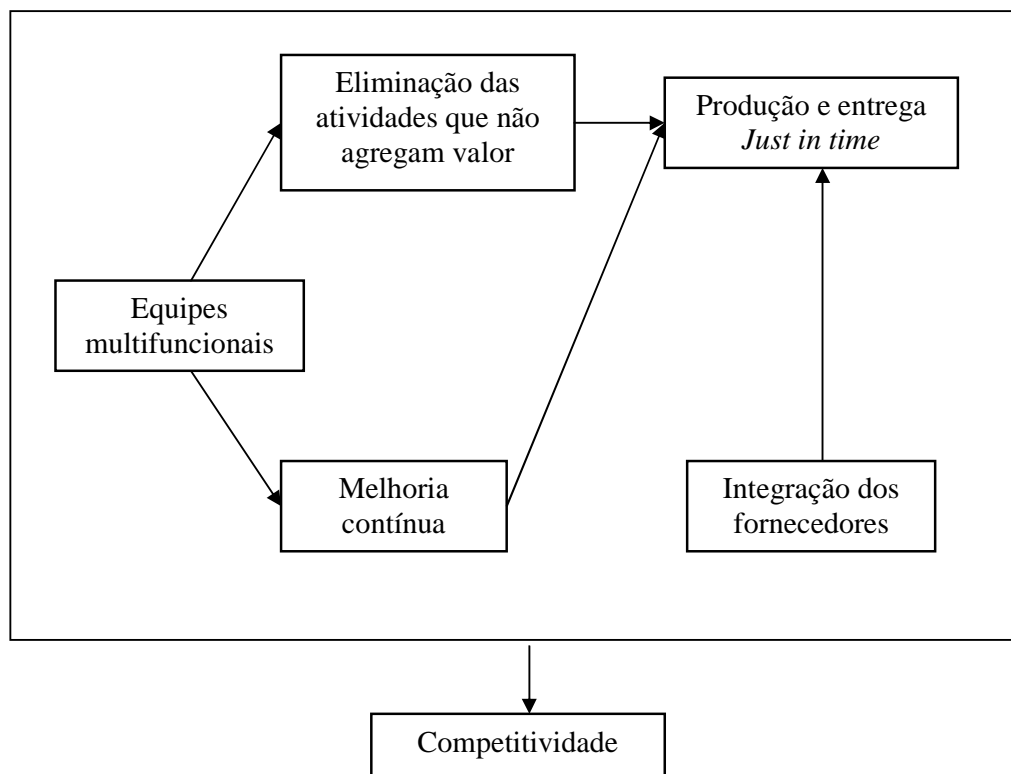 Eliminação das
atividades que não
agregam valor
Produção e entrega
Just in time
Equipes
multifuncionais
Melhoria
contínua
Integração dos
fornecedores
Competitividade